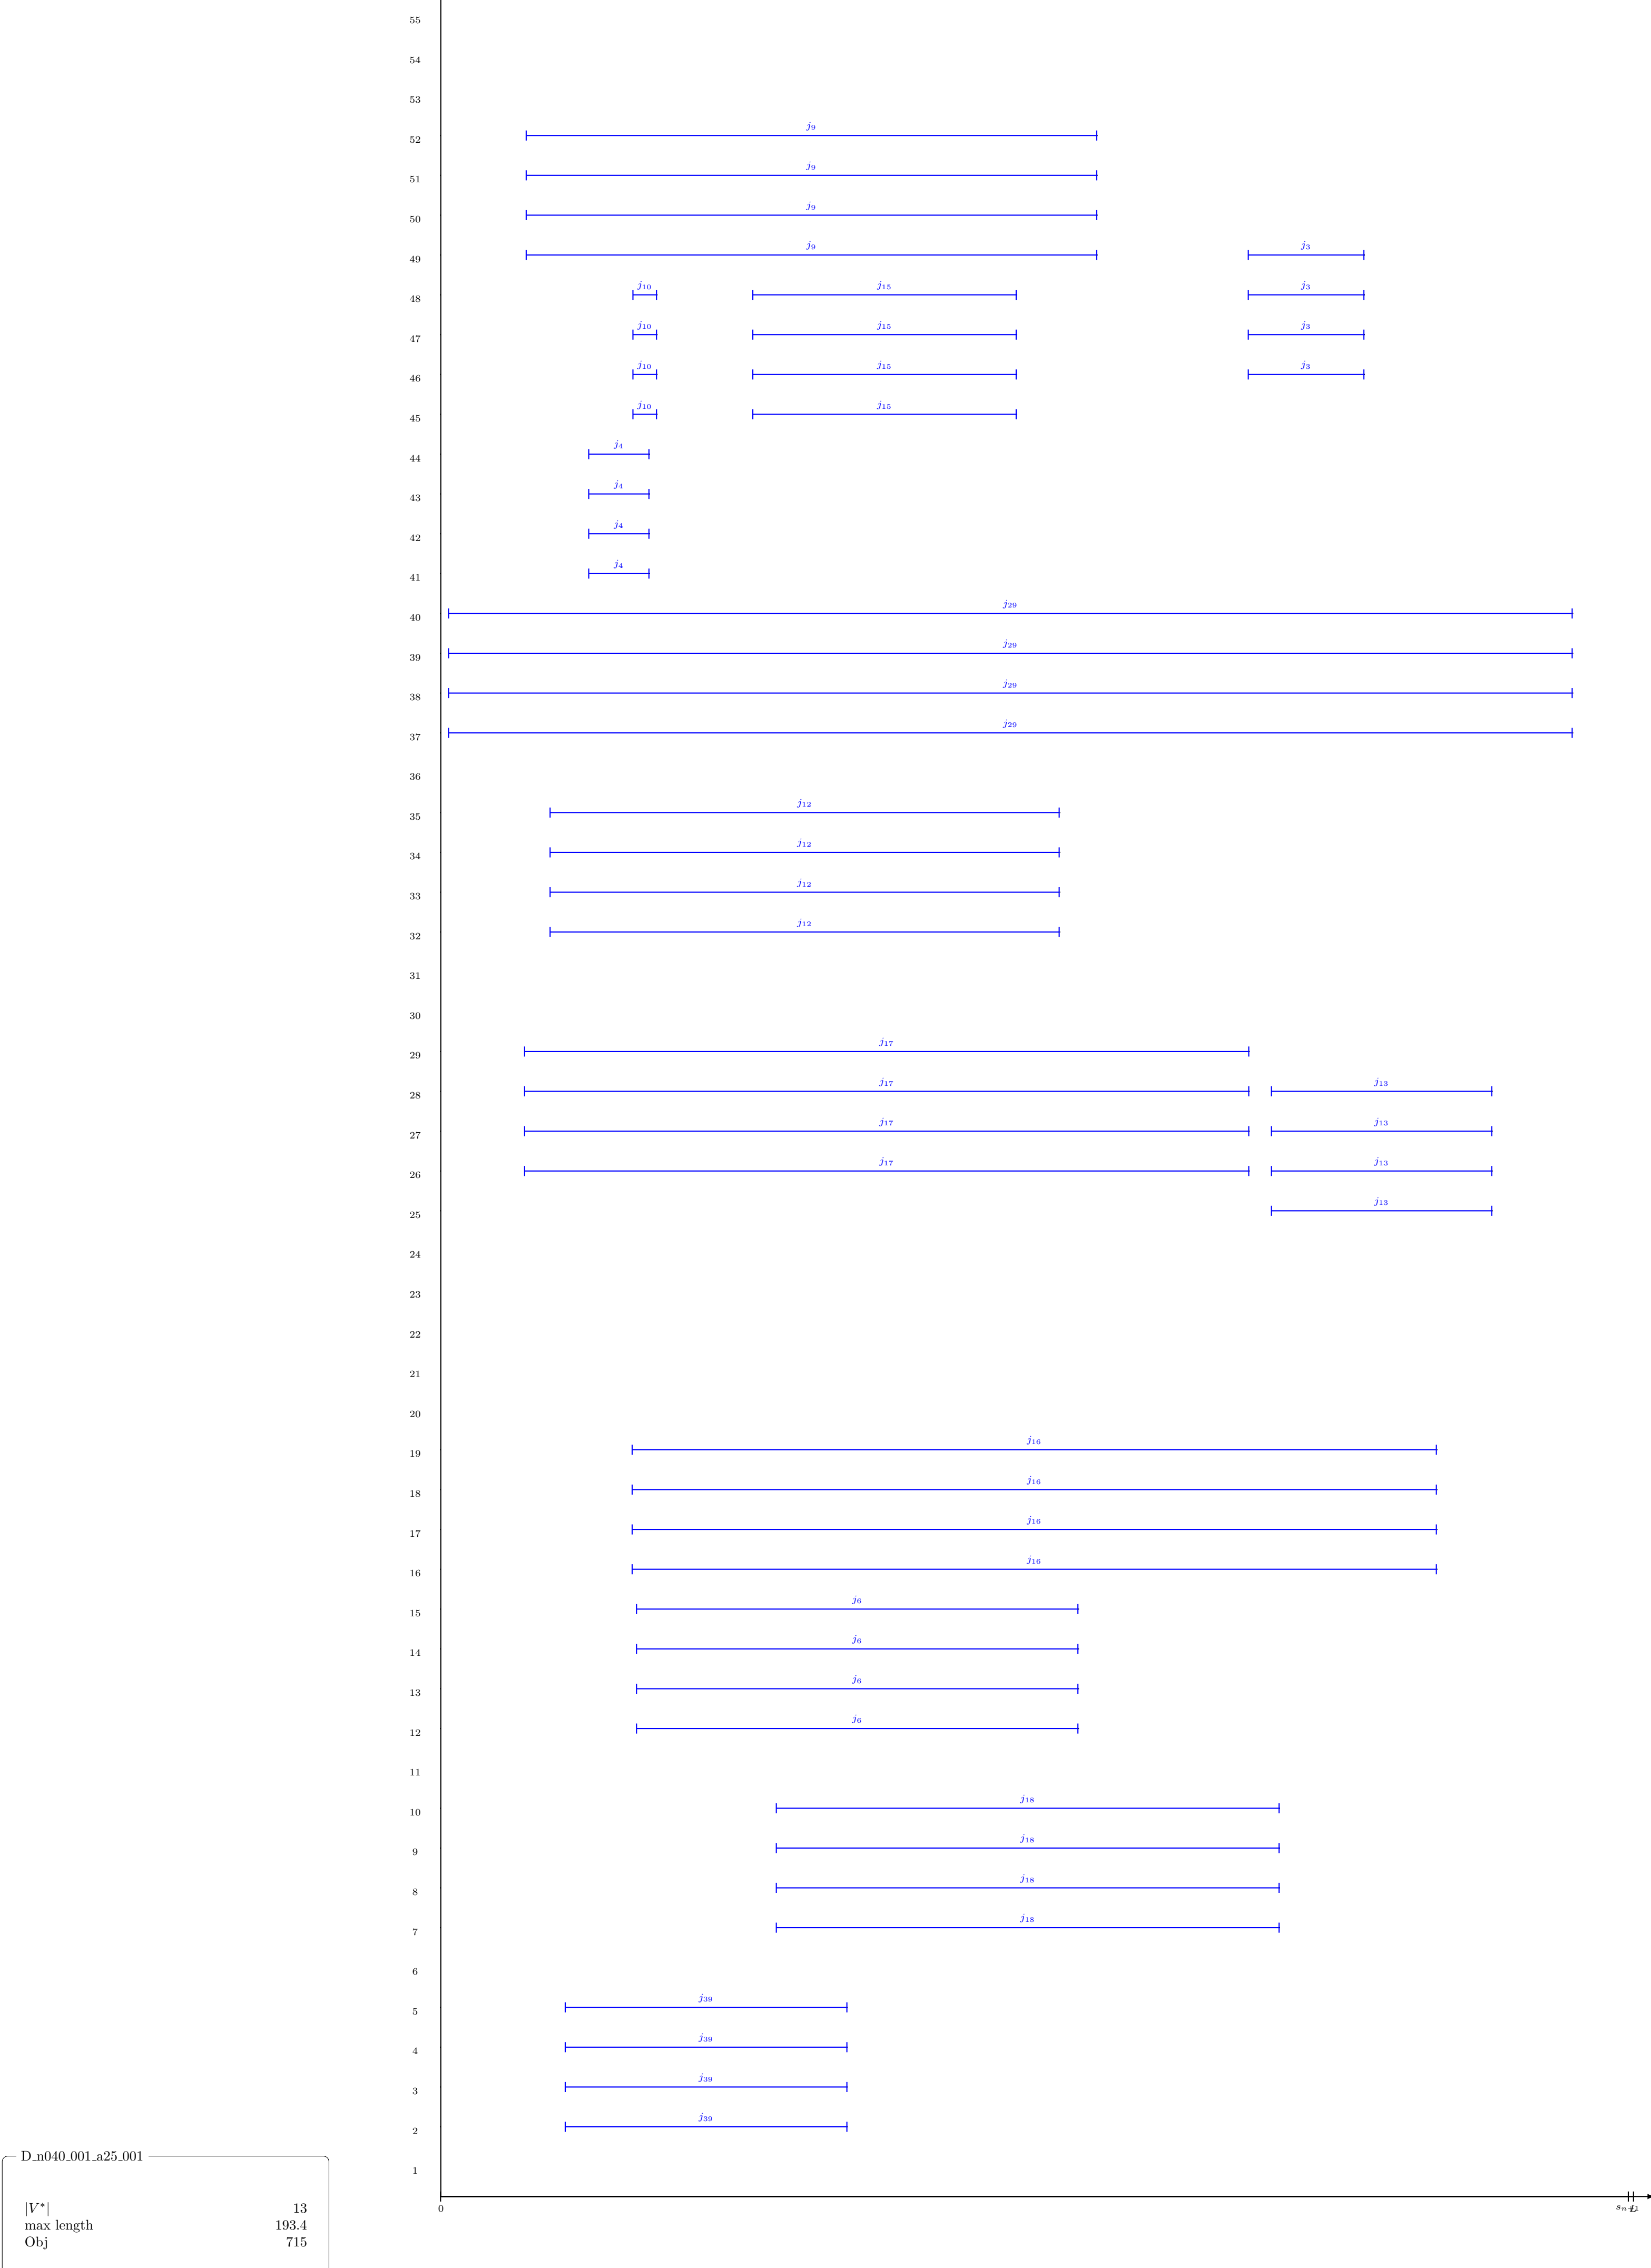 55
54
53
j9
52
j9
51
j9
50
j9 j3
49
j10 j15 j3
48
j10 j15 j3
47
j10 j15 j3
46
j10 j15
45
j4
44
j4
43
j4
42
j4
41
j29
40
j29
39
j29
38
j29
37
36
j12
35
j12
34
j12
33
j12
32
31
30
j17
29
j17 j13
28
j17 j13
27
j17 j13
26
j13
25
24
23
22
21
20
j16
19
j16
18
j16
17
j16
16
j6
15
j6
14
j6
13
j6
12
11
j18
10
j18
9
j18
8
j18
7
6
j39
5
j39
4
j39
3
j39
2
1
0
D_n040_001_a25_001
|V*| 13
max length 193.4
Obj 715